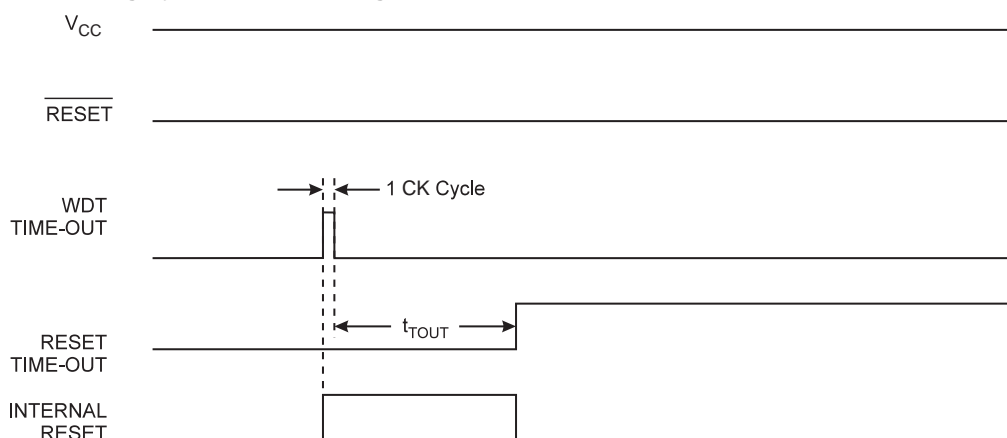 VCC
RESET
1 CK Cycle
WDT
TIME-OUT
tTOUT
RESET
TIME-OUT
INTERNAL
RESET